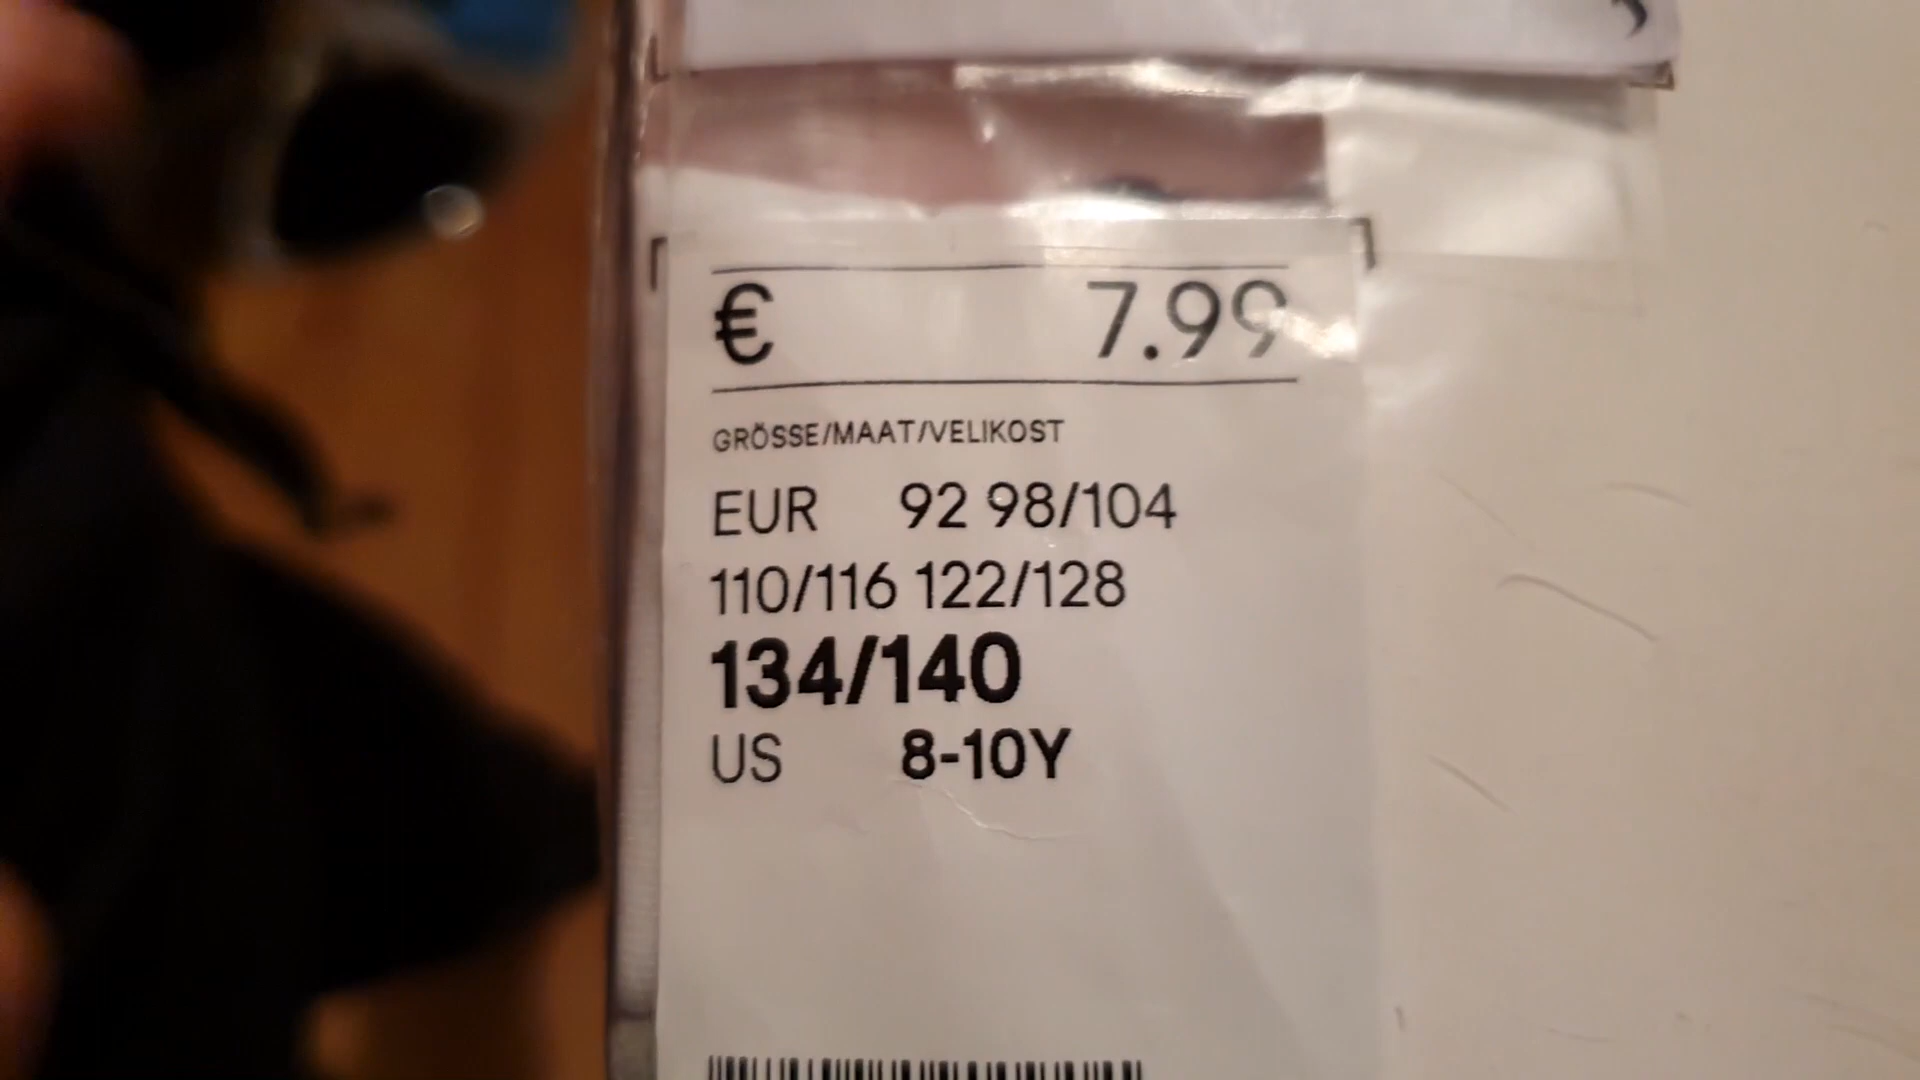 € 7.99
GRÖSSE/MAAT/VELIKOST
EUR 92 98/104
110/116 122/128
134/140
US 8-10Y